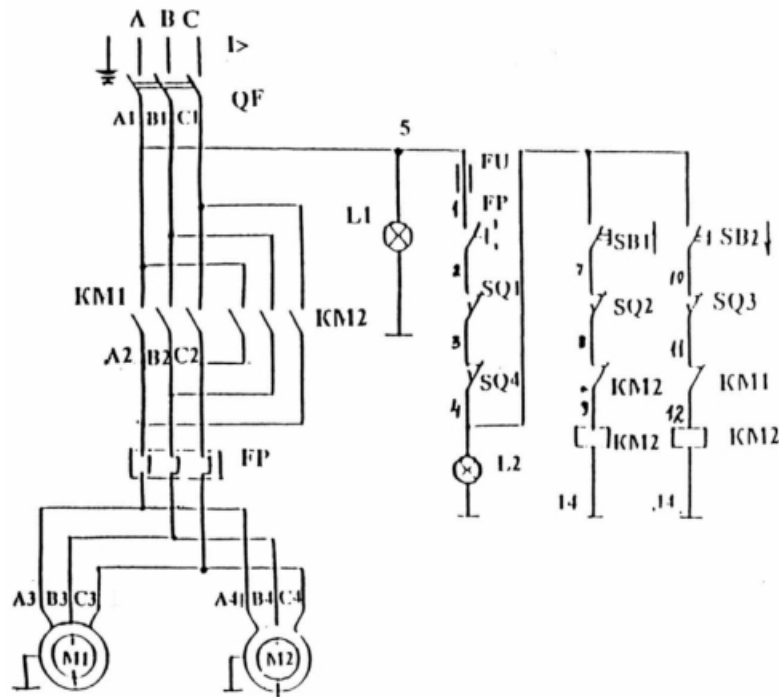 A B C
I>
QF
A1 B1 C1
5
FU
L1
1
FP
SB1
SB2
2
7
10
KM1
SQ1
SQ2
SQ3
KM2
3
8
11
A2 B2 C2
SQ4
KM2
KM1
4
9
12
KM2
KM2
FP
L2
14
14
A3 B3 C3
A4 B4 C4
M1
M2